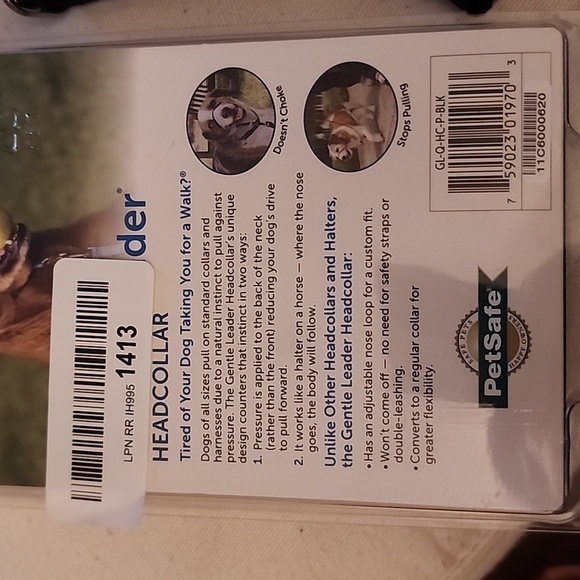 der®
LPN RR IH995 1413
HEADCOLLAR
Tired of Your Dog Taking You for a Walk?®
Dogs of all sizes pull on standard collars and
harnesses due to a natural instinct to pull against
pressure. The Gentle Leader Headcollar's unique
design counters that instinct in two ways:
1. Pressure is applied to the back of the neck
(rather than the front) reducing your dog's drive
to pull forward.
2. It works like a halter on a horse — where the nose
goes, the body will follow.
Unlike Other Headcollars and Halters,
the Gentle Leader Headcollar:
• Has an adjustable nose loop for a custom fit.
• Won't come off — no need for safety straps or
double-leashing.
• Converts to a regular collar for
greater flexibility.
Doesn't Choke
Stops Pulling
PetSafe
GL-Q-HC-P-BLK
7 59023 01970 3
11C6000620